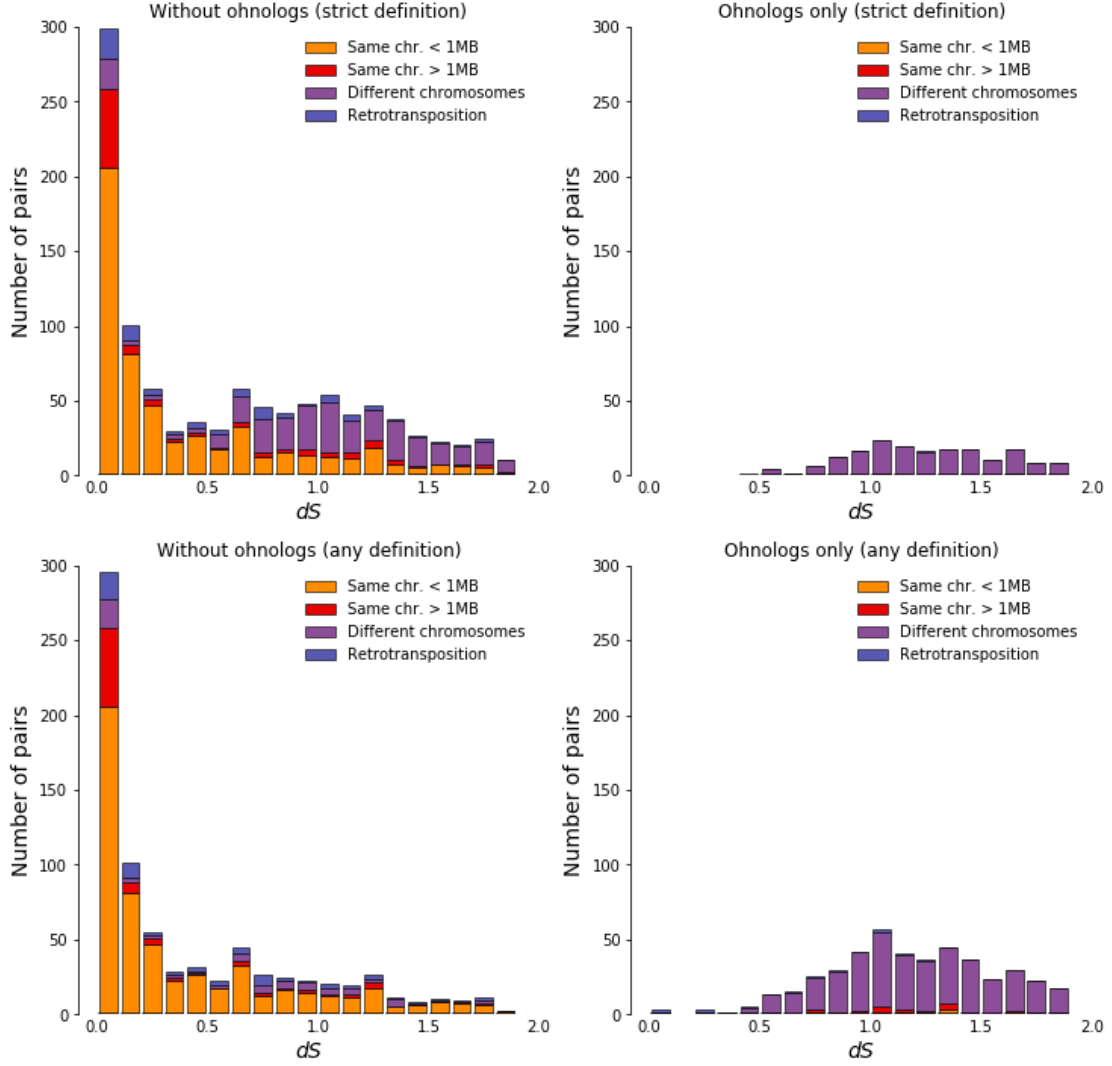 Without ohnologs (strict definition)
300
250
200
150
100
50
0
Number of pairs
Same chr. < 1MB
Same chr. > 1MB
Different chromosomes
Retrotransposition
0.0 0.5 1.0 1.5 2.0
dS
Ohnologs only (strict definition)
300
250
200
150
100
50
0
Number of pairs
Same chr. < 1MB
Same chr. > 1MB
Different chromosomes
Retrotransposition
0.0 0.5 1.0 1.5 2.0
dS
Without ohnologs (any definition)
300
250
200
150
100
50
0
Number of pairs
Same chr. < 1MB
Same chr. > 1MB
Different chromosomes
Retrotransposition
0.0 0.5 1.0 1.5 2.0
dS
Ohnologs only (any definition)
300
250
200
150
100
50
0
Number of pairs
Same chr. < 1MB
Same chr. > 1MB
Different chromosomes
Retrotransposition
0.0 0.5 1.0 1.5 2.0
dS